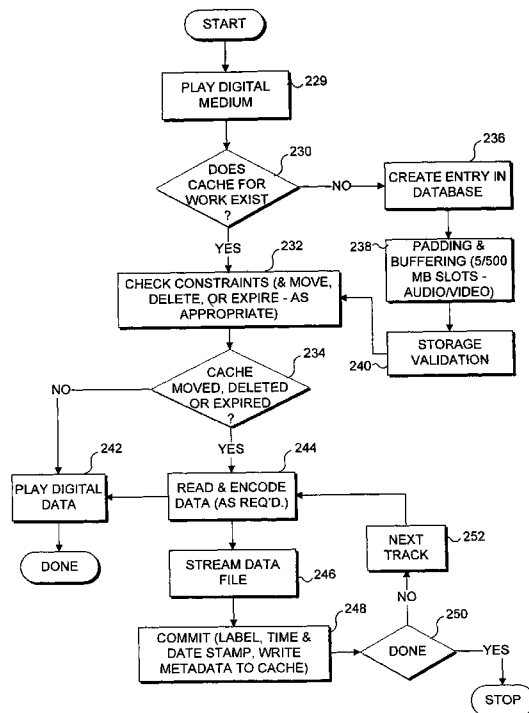 START
229
PLAY DIGITAL
MEDIUM
230
DOES
CACHE FOR
WORK EXIST
?
NO
YES
236
CREATE ENTRY IN
DATABASE
238
PADDING &
BUFFERING (5/500
MB SLOTS -
AUDIO/VIDEO)
240
STORAGE
VALIDATION
232
CHECK CONSTRAINTS (& MOVE,
DELETE, OR EXPIRE - AS
APPROPRIATE)
234
CACHE
MOVED, DELETED
OR EXPIRED
?
NO
YES
242
PLAY DIGITAL
DATA
DONE
244
READ & ENCODE
DATA (AS REQ'D.)
STREAM DATA
FILE
246
248
COMMIT (LABEL, TIME &
DATE STAMP, WRITE
METADATA TO CACHE)
250
DONE
NO
252
NEXT
TRACK
YES
STOP